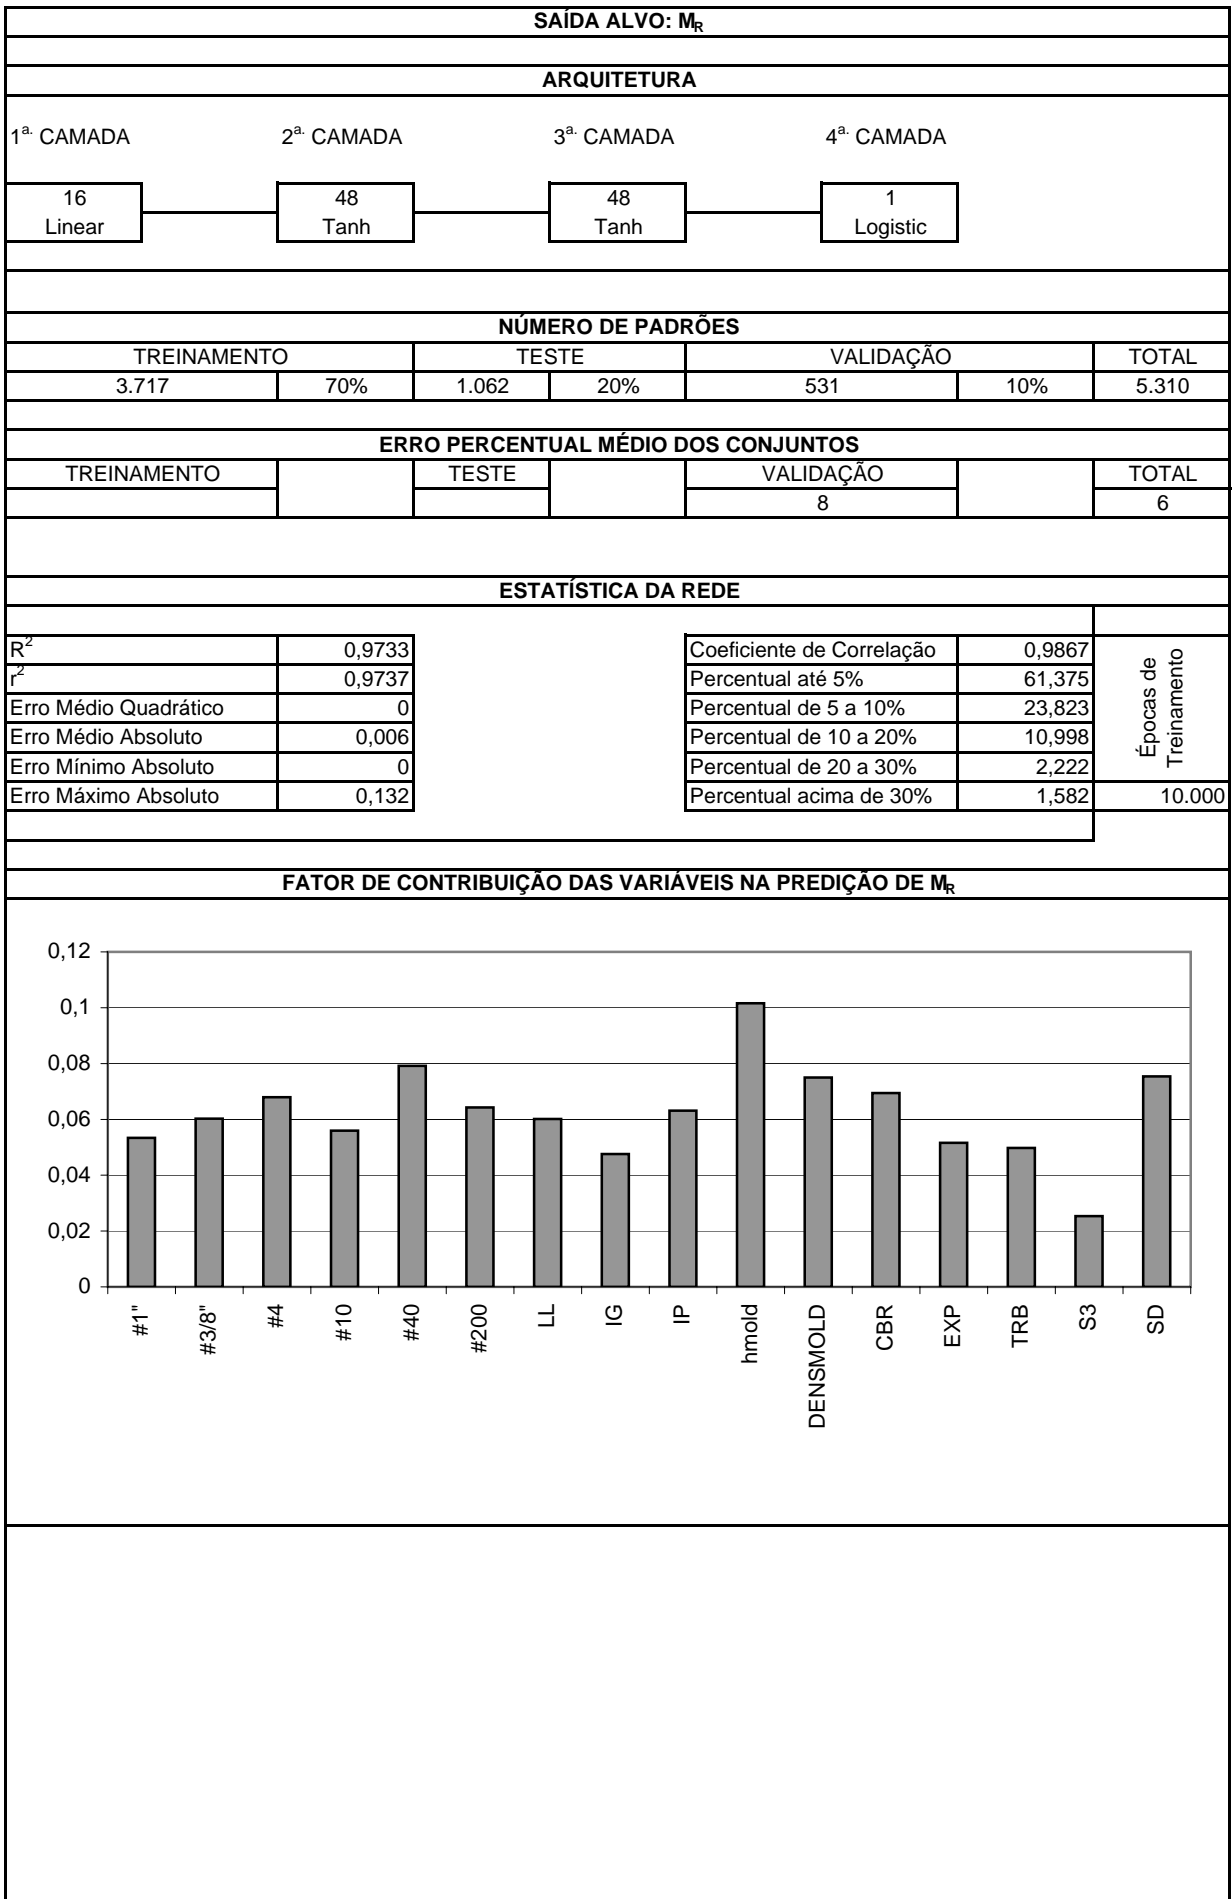 SAÍDA ALVO: MR
ARQUITETURA
1a. CAMADA 2a. CAMADA 3a. CAMADA 4a. CAMADA
16 48 48 1
Linear Tanh Tanh Logistic
NÚMERO DE PADRÕES
TREINAMENTO TESTE VALIDAÇÃO TOTAL
3.717 70% 1.062 20% 531 10% 5.310
ERRO PERCENTUAL MÉDIO DOS CONJUNTOS
TREINAMENTO TESTE VALIDAÇÃO TOTAL
8 6
ESTATÍSTICA DA REDE
R2 0,9733 Coeficiente de Correlação 0,9867
r2 0,9737 Percentual até 5% 61,375
Erro Médio Quadrático 0 Percentual de 5 a 10% 23,823
Erro Médio Absoluto 0,006 Percentual de 10 a 20% 10,998
Erro Mínimo Absoluto 0 Percentual de 20 a 30% 2,222
Erro Máximo Absoluto 0,132 Percentual acima de 30% 1,582 10.000
Épocas de
Treinamento
FATOR DE CONTRIBUIÇÃO DAS VARIÁVEIS NA PREDIÇÃO DE MR
0,12
0,1
0,08
0,06
0,04
0,02
0
#1" #3/8" #4 #10 #40 #200 LL IG IP hmold DENSMOLD CBR EXP TRB S3 SD